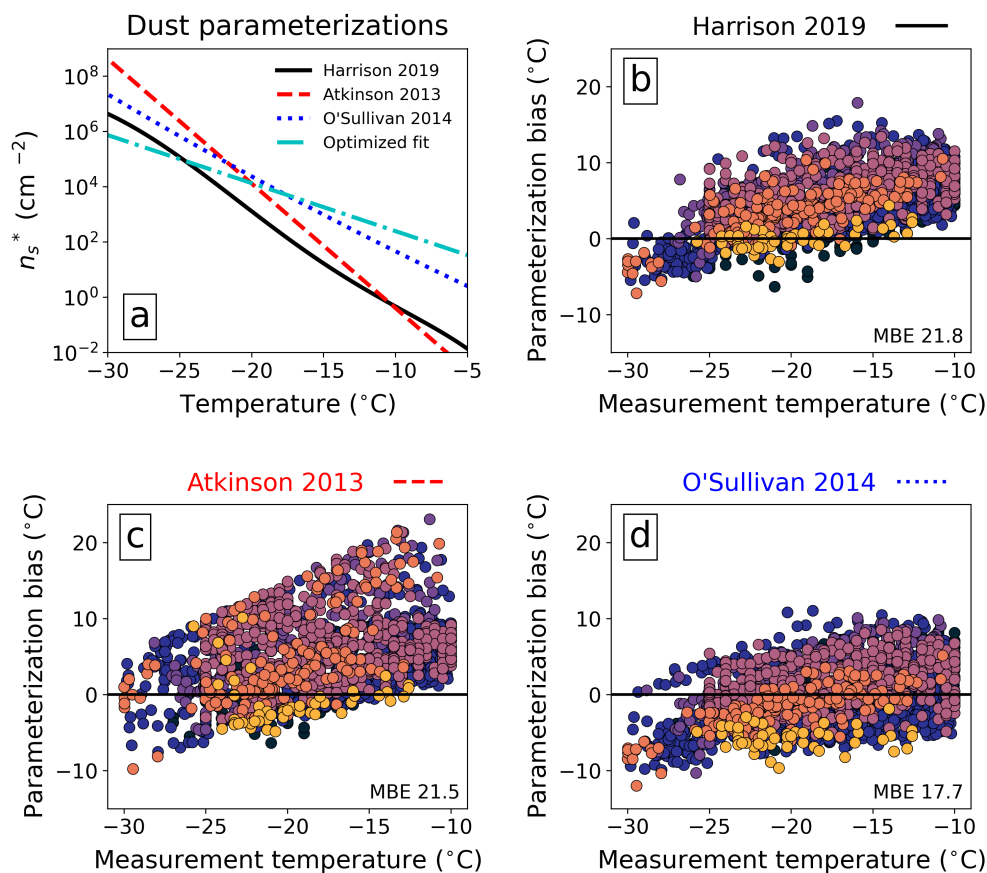 Dust parameterizations
Harrison 2019
Atkinson 2013
O'Sullivan 2014
Optimized fit
10^8
10^6
10^4
10^2
10^0
10^−2
n_s* (cm^−2)
a
−30 −25 −20 −15 −10 −5
Temperature (°C)
Harrison 2019
b
20
10
0
−10
Parameterization bias (°C)
MBE 21.8
−30 −25 −20 −15 −10
Measurement temperature (°C)
Atkinson 2013
c
20
10
0
−10
Parameterization bias (°C)
MBE 21.5
−30 −25 −20 −15 −10
Measurement temperature (°C)
O'Sullivan 2014
d
20
10
0
−10
Parameterization bias (°C)
MBE 17.7
−30 −25 −20 −15 −10
Measurement temperature (°C)